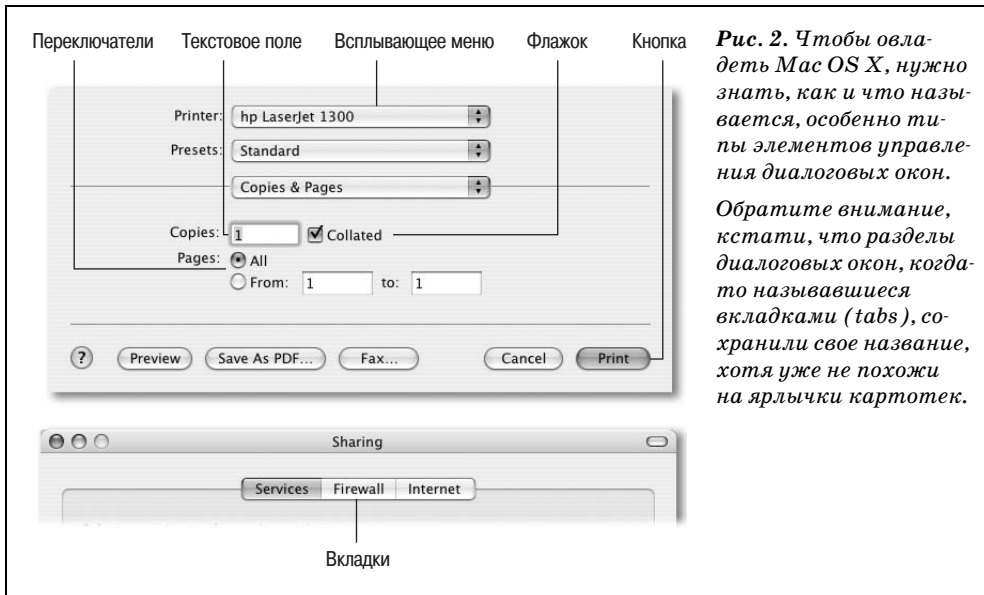 Переключатели Текстовое поле Всплывающее меню Флажок Кнопка
Printer: hp LaserJet 1300
Presets: Standard
Copies & Pages
Copies: 1 Collated
Pages: All
From: 1 to: 1
? Preview Save As PDF... Fax... Cancel Print
Sharing
Services Firewall Internet
Вкладки
Рис. 2. Чтобы овла-
деть Mac OS X, нужно
знать, как и что назы-
вается, особенно ти-
пы элементов управле-
ния диалоговых окон.
Обратите внимание,
кстати, что разделы
диалоговых окон, когда-
то называвшиеся
вкладками (tabs), со-
хранили свое название,
хотя уже не похожи
на ярлычки картотек.